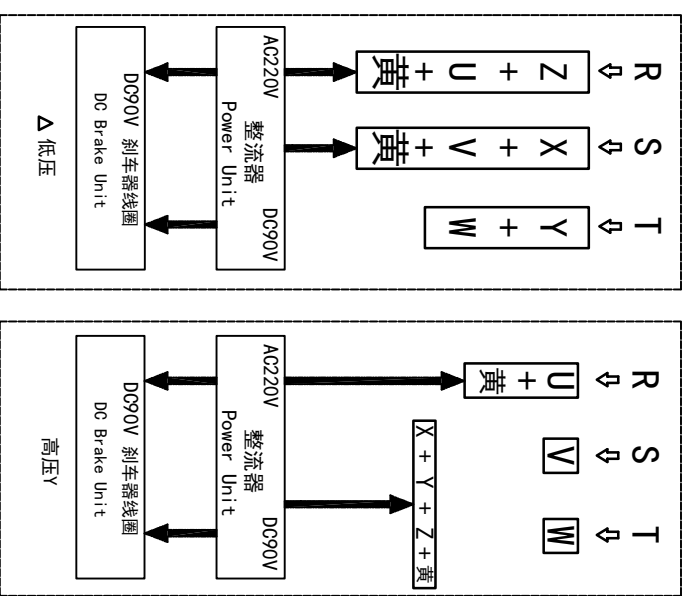 R S T
Z + U + 黄
X + V + 黄
Y + W
AC220V 整流器 DC90V
Power Unit
DC90V 刹车器线圈
DC Brake Unit
Δ 低压
R S T
U + 黄
V
W
X + Y + Z + 黄
AC220V 整流器 DC90V
Power Unit
DC90V 刹车器线圈
DC Brake Unit
高压Y